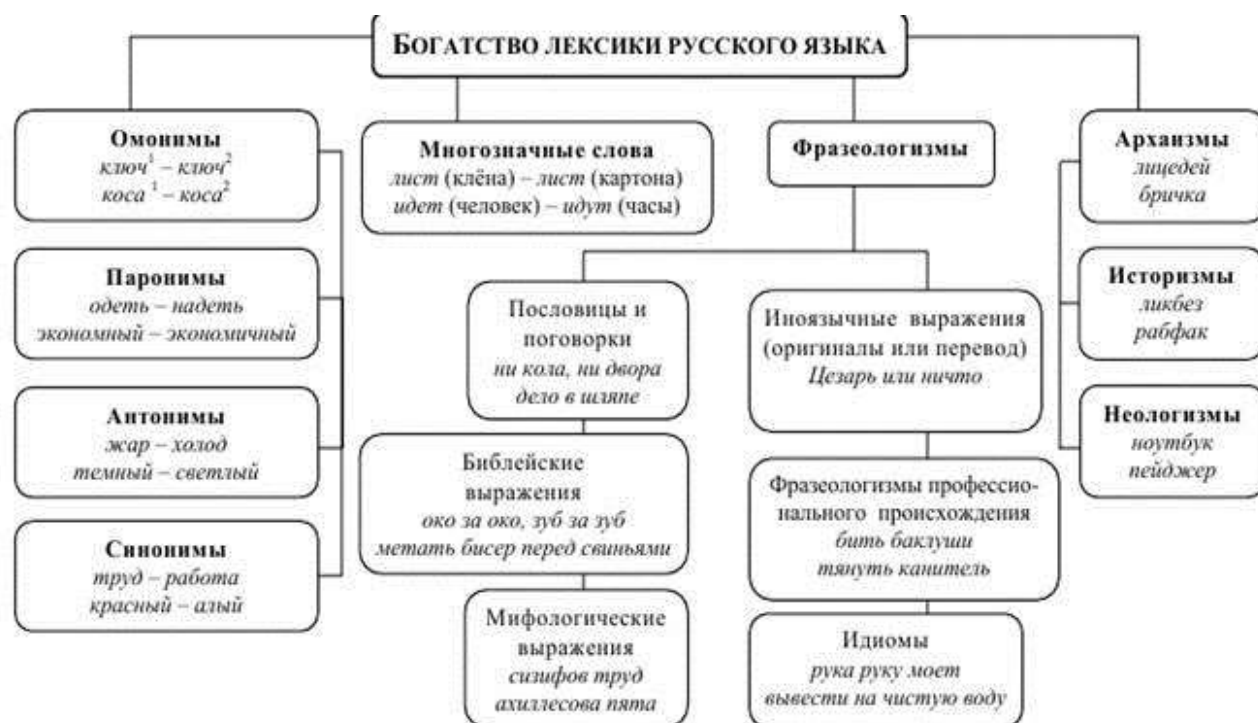 БОГАТСТВО ЛЕКСИКИ РУССКОГО ЯЗЫКА
Омонимы
ключ¹ – ключ²
коса ¹ – коса²
Паронимы
одеть – надеть
экономный – экономичный
Антонимы
жар – холод
темный – светлый
Синонимы
труд – работа
красный – алый
Многозначные слова
лист (клёна) – лист (картона)
идет (человек) – идут (часы)
Фразеологизмы
Пословицы и
поговорки
ни кола, ни двора
дело в шляпе
Библейские
выражения
око за око, зуб за зуб
метать бисер перед свиньями
Мифологические
выражения
сизифов труд
ахиллесова пята
Иноязычные выражения
(оригиналы или перевод)
Цезарь или ничто
Фразеологизмы профессио-
нального происхождения
бить баклуши
тянуть канитель
Идиомы
рука руку моет
вывести на чистую воду
Архаизмы
лицедей
бричка
Историзмы
ликбез
рабфак
Неологизмы
ноутбук
пейджер